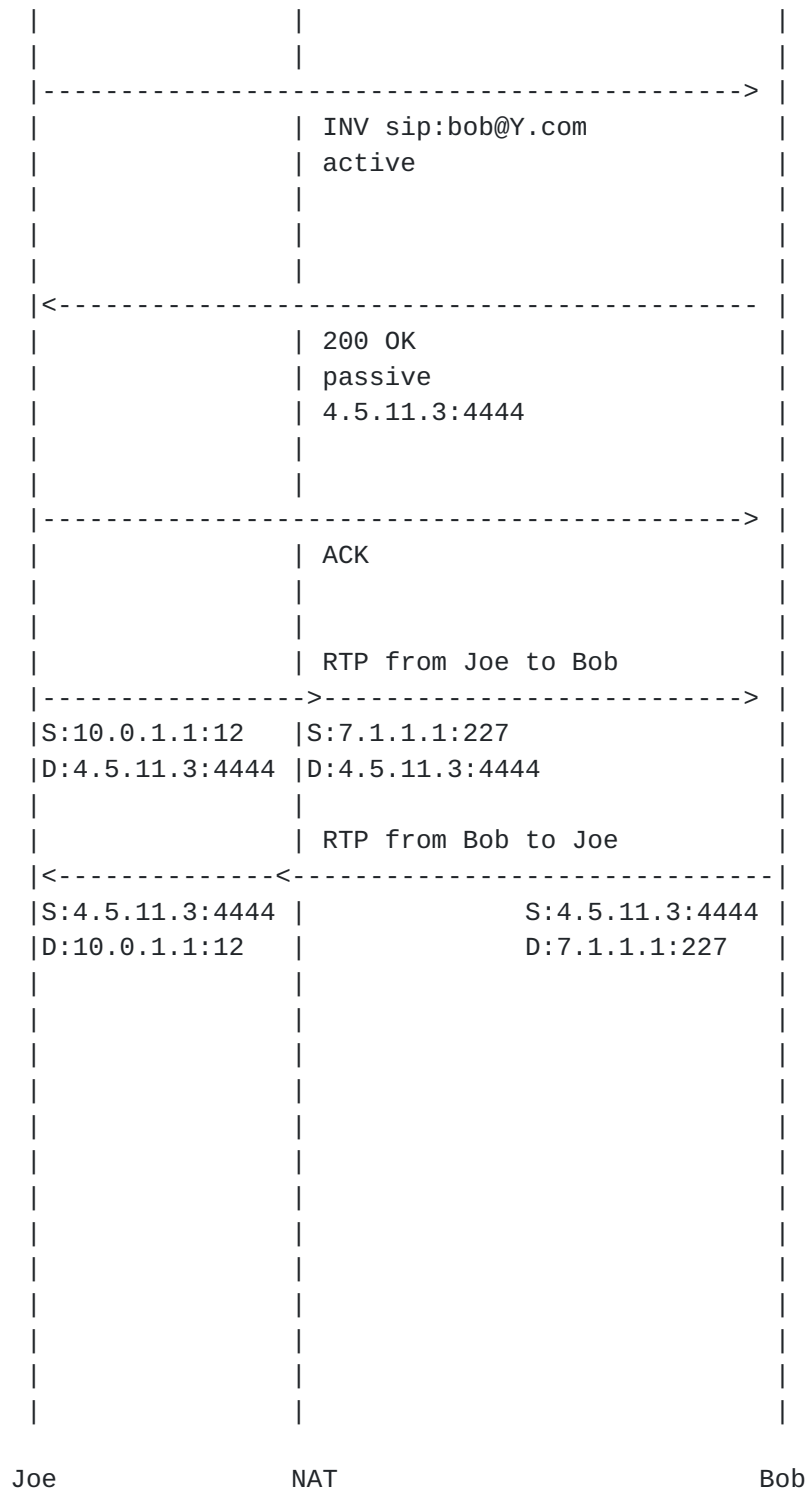 |                |                              |
|                |                              |
|--------------------------------------------> |
|                | INV sip:bob@Y.com            |
|                | active                       |
|                |                              |
|                |                              |
|                |                              |
|<-------------------------------------------- |
|                | 200 OK                       |
|                | passive                      |
|                | 4.5.11.3:4444                |
|                |                              |
|                |                              |
|--------------------------------------------> |
|                | ACK                          |
|                |                              |
|                |                              |
|                | RTP from Joe to Bob          |
|----------------->--------------------------> |
|S:10.0.1.1:12   |S:7.1.1.1:227                 |
|D:4.5.11.3:4444 |D:4.5.11.3:4444               |
|                |                              |
|                | RTP from Bob to Joe          |
|<--------------<------------------------------|
|S:4.5.11.3:4444 |              S:4.5.11.3:4444 |
|D:10.0.1.1:12   |              D:7.1.1.1:227   |
|                |                              |
|                |                              |
|                |                              |
|                |                              |
|                |                              |
|                |                              |
|                |                              |
|                |                              |
|                |                              |
|                |                              |
|                |                              |
|                |                              |
|                |                              |
Joe              NAT                          Bob